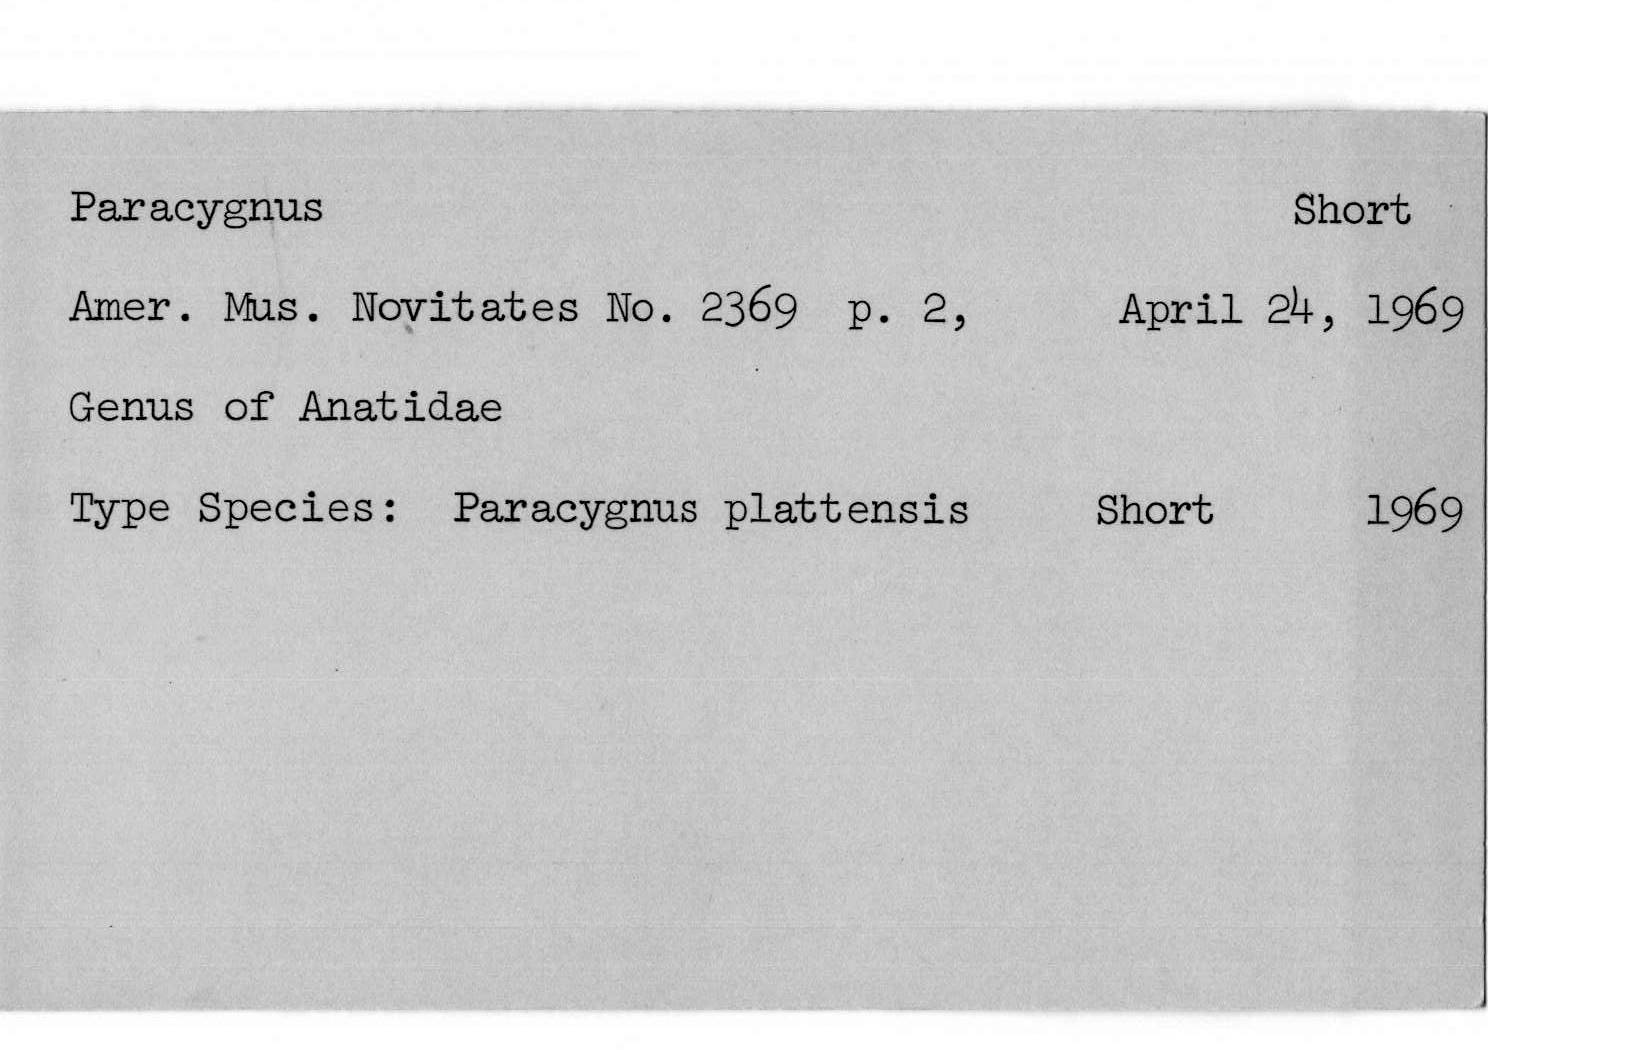 Paracygnus Short
Amer. Mus. Novitates No. 2369 p. 2, April 24, 1969
Genus of Anatidae
Type Species: Paracygnus plattensis Short 1969